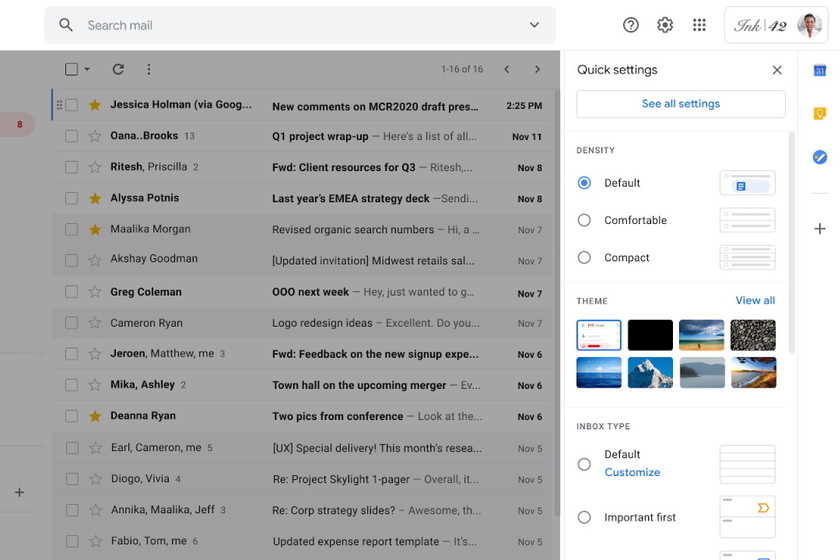 Search mail
Ink 42
1-16 of 16
8
Jessica Holman (via Goog... New comments on MCR2020 draft pres... 2:25 PM
Oana..Brooks 13 Q1 project wrap-up — Here's a list of all... Nov 11
Ritesh, Priscilla 2 Fwd: Client resources for Q3 — Ritesh,... Nov 8
Alyssa Potnis Last year's EMEA strategy deck —Sendi... Nov 8
Maalika Morgan Revised organic search numbers – Hi, a ... Nov 7
Akshay Goodman [Updated invitation] Midwest retails sal... Nov 7
Greg Coleman OOO next week — Hey, just wanted to g... Nov 7
Cameron Ryan Logo redesign ideas – Excellent. Do you... Nov 7
Jeroen, Matthew, me 3 Fwd: Feedback on the new signup expe... Nov 6
Mika, Ashley 2 Town hall on the upcoming merger — Ev... Nov 6
Deanna Ryan Two pics from conference — Look at the... Nov 6
Earl, Cameron, me 5 [UX] Special delivery! This month's resea... Nov 5
Diogo, Vivia 4 Re: Project Skylight 1-pager — Overall, it... Nov 5
Annika, Maalika, Jeff 3 Re: Corp strategy slides? – Awesome, th... Nov 5
Fabio, Tom, me 6 Updated expense report template – It's... Nov 5
Quick settings
See all settings
DENSITY
Default
Comfortable
Compact
THEME View all
INBOX TYPE
Default
Customize
Important first
31